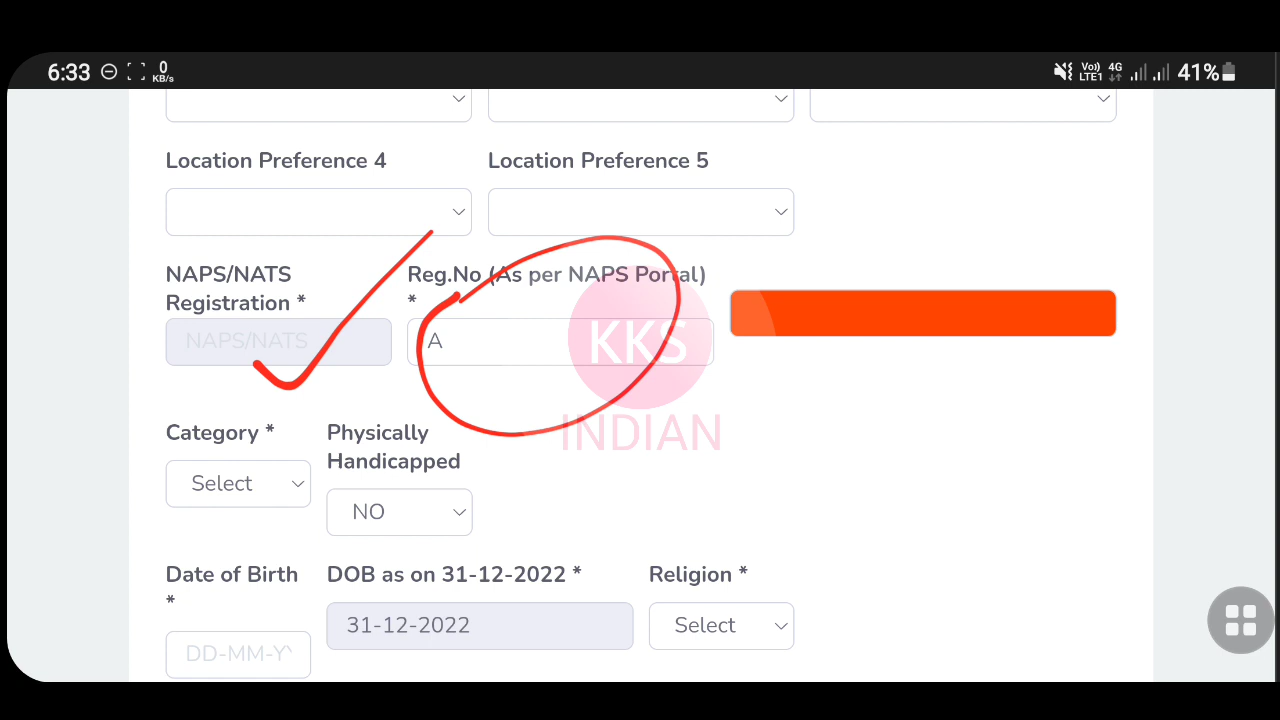 6:33 0 KB/s Vo)) LTE1 4G 41%
Location Preference 4 Location Preference 5
NAPS/NATS Registration * Reg.No (As per NAPS Portal) *
NAPS/NATS A
KKS
INDIAN
Category * Physically Handicapped
Select NO
Date of Birth * DOB as on 31-12-2022 * Religion *
DD-MM-Y 31-12-2022 Select